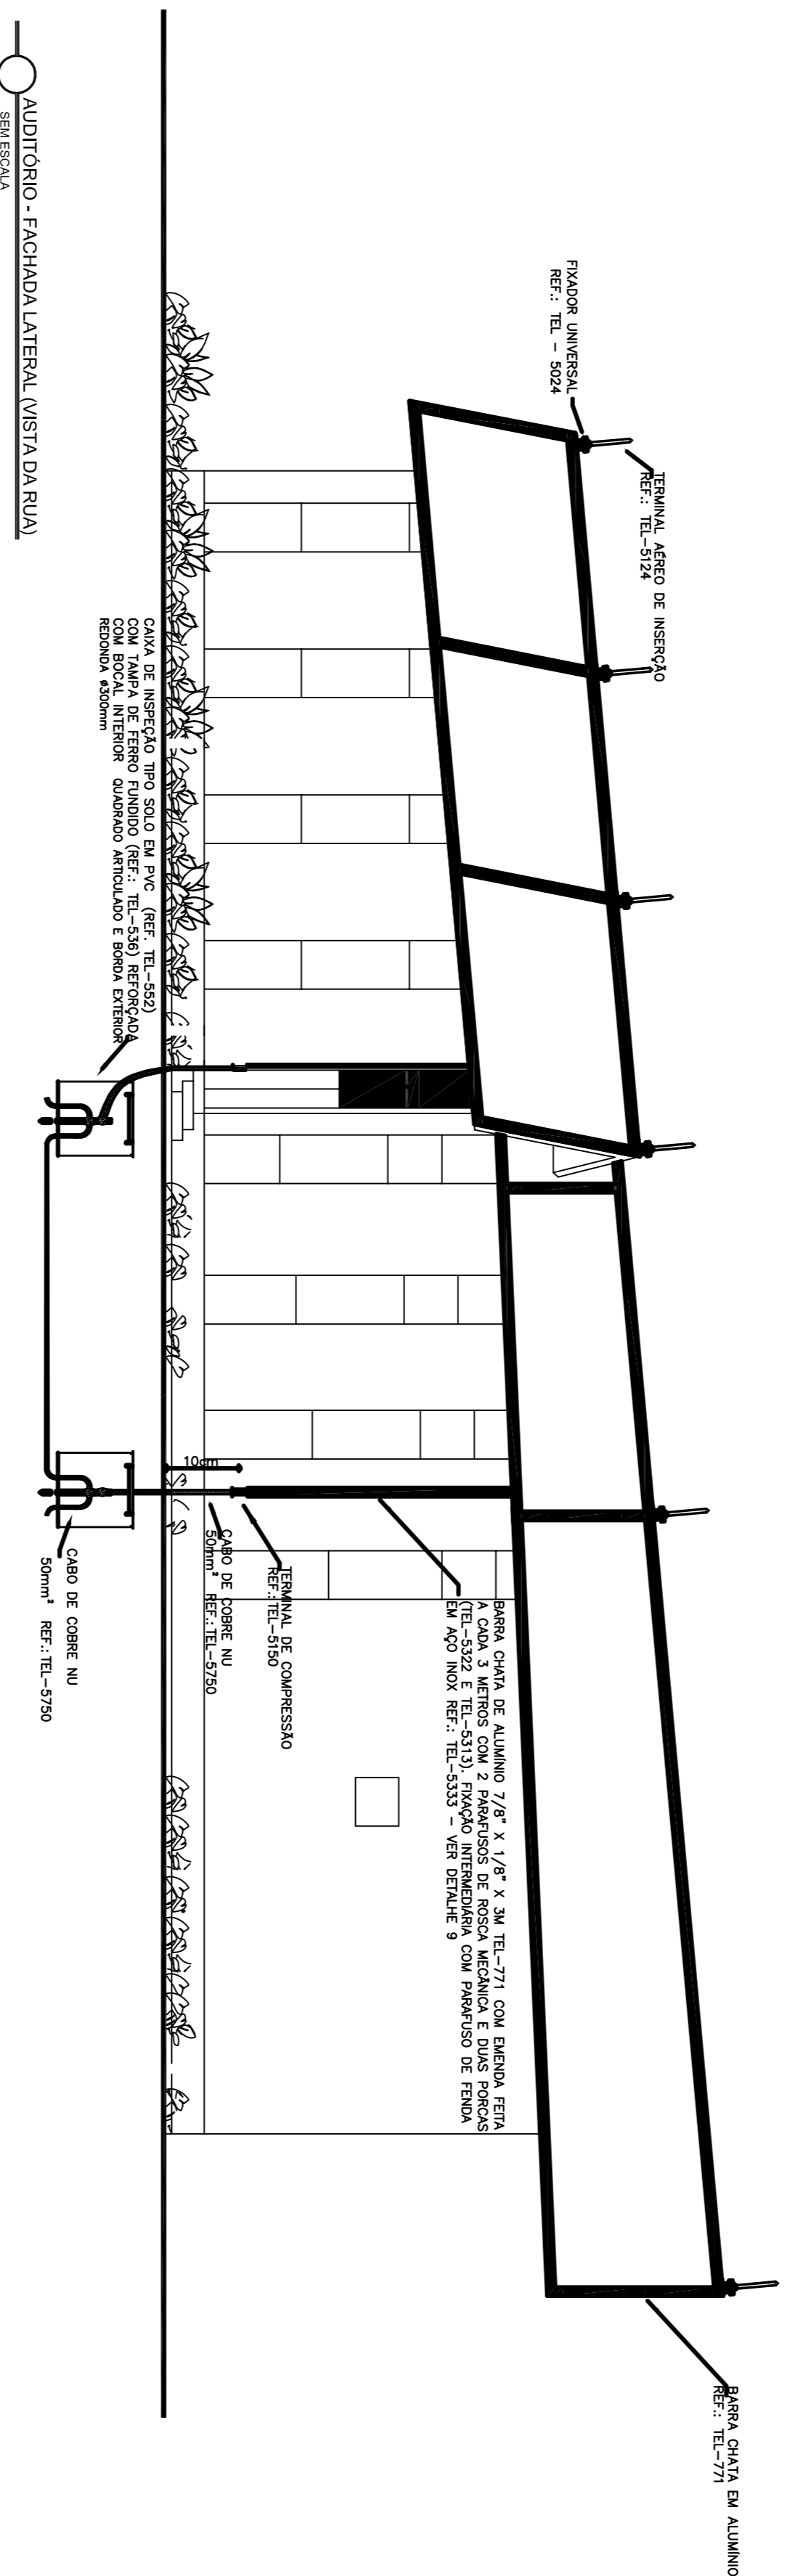 BARRA CHATA EM ALUMÍNIO
REF.: TEL-771
TERMINAL AÉREO DE INSERÇÃO
REF.: TEL-5124
FIXADOR UNIVERSAL
REF.: TEL - 5024
BARRA CHATA DE ALUMÍNIO 7/8" X 1/8" X 3M TEL-771 COM EMENDA FEITA
A CADA 3 METROS COM 2 PARAFUSOS DE ROSCA MECÂNICA E DUAS PORCAS
(TEL-5322 E TEL-5313). FIXAÇÃO INTERMEDIÁRIA COM PARAFUSO DE FENDA
EM AÇO INOX REF.: TEL-5333 - VER DETALHE 9
TERMINAL DE COMPRESSÃO
REF.:TEL-5150
CABO DE COBRE NU
50mm² REF.:TEL-5750
10cm
CAIXA DE INSPEÇÃO TIPO SOLO EM PVC (REF. TEL-552)
COM TAMPA DE FERRO FUNDIDO (REF.: TEL-536) REFORÇADA
COM BOCAL INTERIOR QUADRADO ARTICULADO E BORDA EXTERIOR
REDONDA ø300mm
CABO DE COBRE NU
50mm² REF.:TEL-5750
AUDITÓRIO - FACHADA LATERAL (VISTA DA RUA)
SEM ESCALA